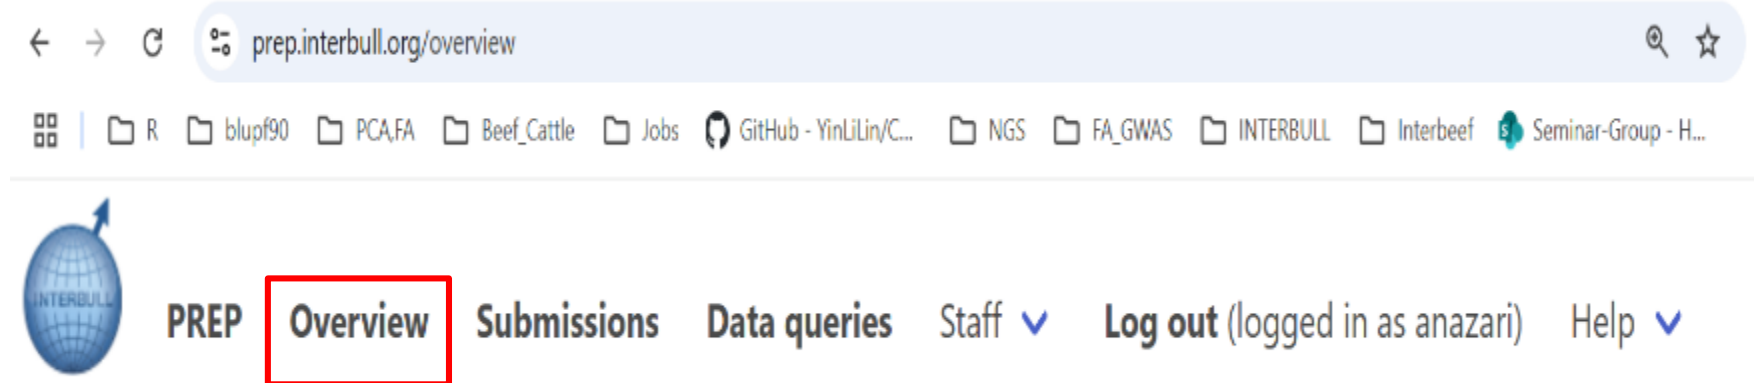 prep.interbull.org/overview
R blupf90 PCA,FA Beef_Cattle Jobs GitHub - YinLiLin/C... NGS FA_GWAS INTERBULL Interbeef Seminar-Group - H...
INTERBULL
PREP Overview Submissions Data queries Staff Log out (logged in as anazari) Help